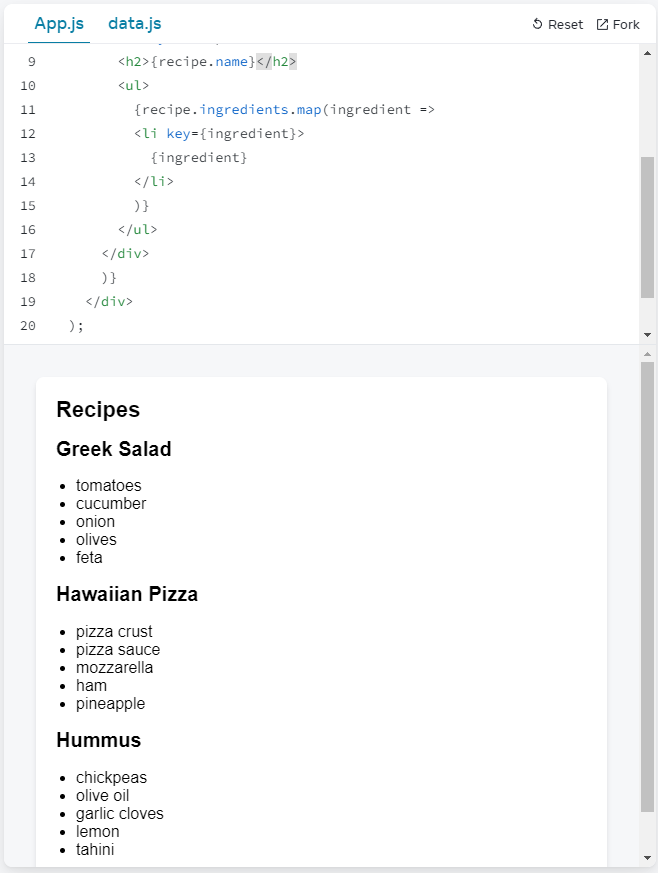 App.js data.js Reset Fork
9 <h2>{recipe.name}</h2>
10 <ul>
11 {recipe.ingredients.map(ingredient =>
12 <li key={ingredient}>
13 {ingredient}
14 </li>
15 )}
16 </ul>
17 </div>
18 )}
19 </div>
20 );
Recipes
Greek Salad
• tomatoes
• cucumber
• onion
• olives
• feta
Hawaiian Pizza
• pizza crust
• pizza sauce
• mozzarella
• ham
• pineapple
Hummus
• chickpeas
• olive oil
• garlic cloves
• lemon
• tahini